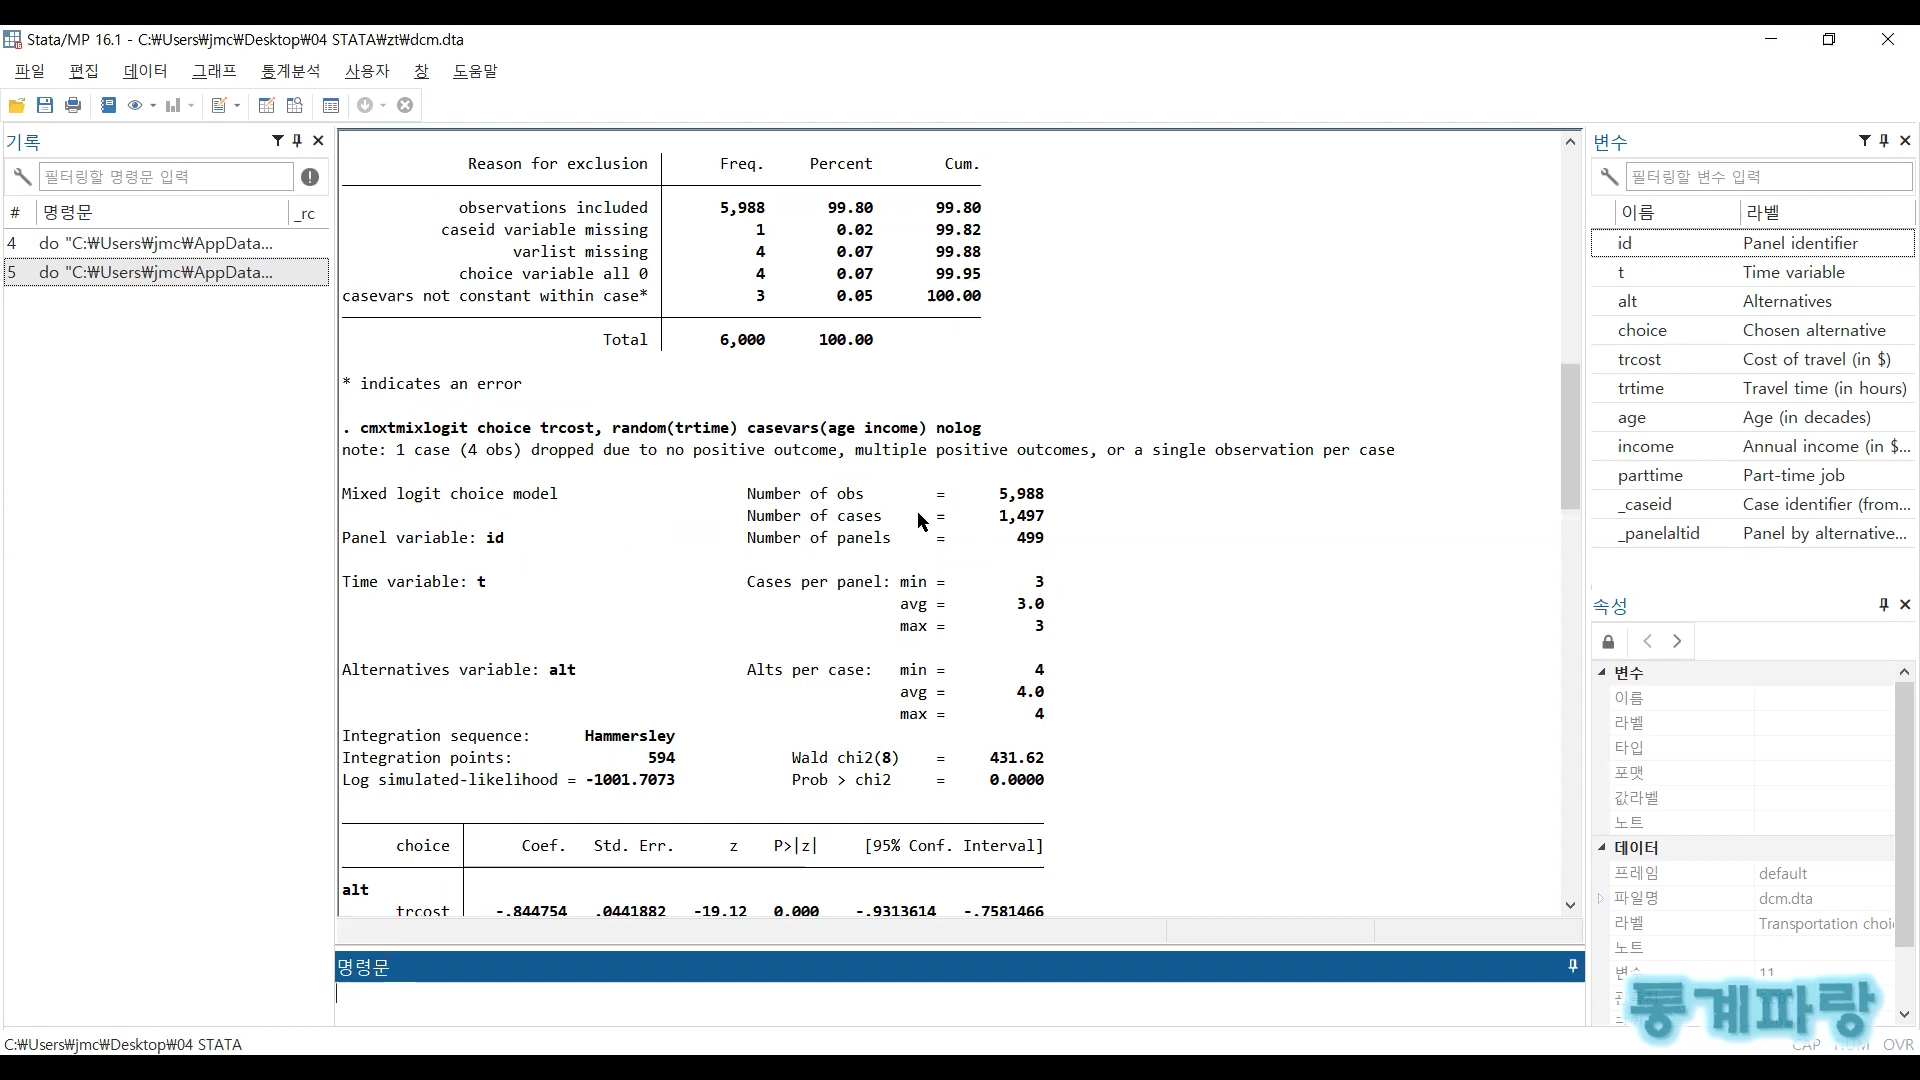 Stata/MP 16.1 - C:₩Users₩jmc₩Desktop₩04 STATA₩zt₩dcm.dta
파일 편집 데이터 그래프 통계분석 사용자 창 도움말
기록
필터링할 명령문 입력
# 명령문 _rc
4 do "C:₩Users₩jmc₩AppData...
5 do "C:₩Users₩jmc₩AppData...
Reason for exclusion Freq. Percent Cum.
observations included 5,988 99.80 99.80
caseid variable missing 1 0.02 99.82
varlist missing 4 0.07 99.88
choice variable all 0 4 0.07 99.95
casevars not constant within case* 3 0.05 100.00
Total 6,000 100.00
* indicates an error
. cmxtmixlogit choice trcost, random(trtime) casevars(age income) nolog
note: 1 case (4 obs) dropped due to no positive outcome, multiple positive outcomes, or a single observation per case
Mixed logit choice model Number of obs = 5,988
Number of cases = 1,497
Panel variable: id Number of panels = 499
Time variable: t Cases per panel: min = 3
avg = 3.0
max = 3
Alternatives variable: alt Alts per case: min = 4
avg = 4.0
max = 4
Integration sequence: Hammersley
Integration points: 594 Wald chi2(8) = 431.62
Log simulated-likelihood = -1001.7073 Prob > chi2 = 0.0000
choice Coef. Std. Err. z P>|z| [95% Conf. Interval]
alt
trcost -.844754 .0441882 -19.12 0.000 -.9313614 -.7581466
명령문
변수
필터링할 변수 입력
이름 라벨
id Panel identifier
t Time variable
alt Alternatives
choice Chosen alternative
trcost Cost of travel (in $)
trtime Travel time (in hours)
age Age (in decades)
income Annual income (in $...
parttime Part-time job
_caseid Case identifier (from...
_panelaltid Panel by alternative...
속성
변수
이름
라벨
타입
포맷
값라벨
노트
데이터
프레임 default
파일명 dcm.dta
라벨 Transportation choi
노트
변수 11
통계파랑
C:₩Users₩jmc₩Desktop₩04 STATA
CAP NUM OVR